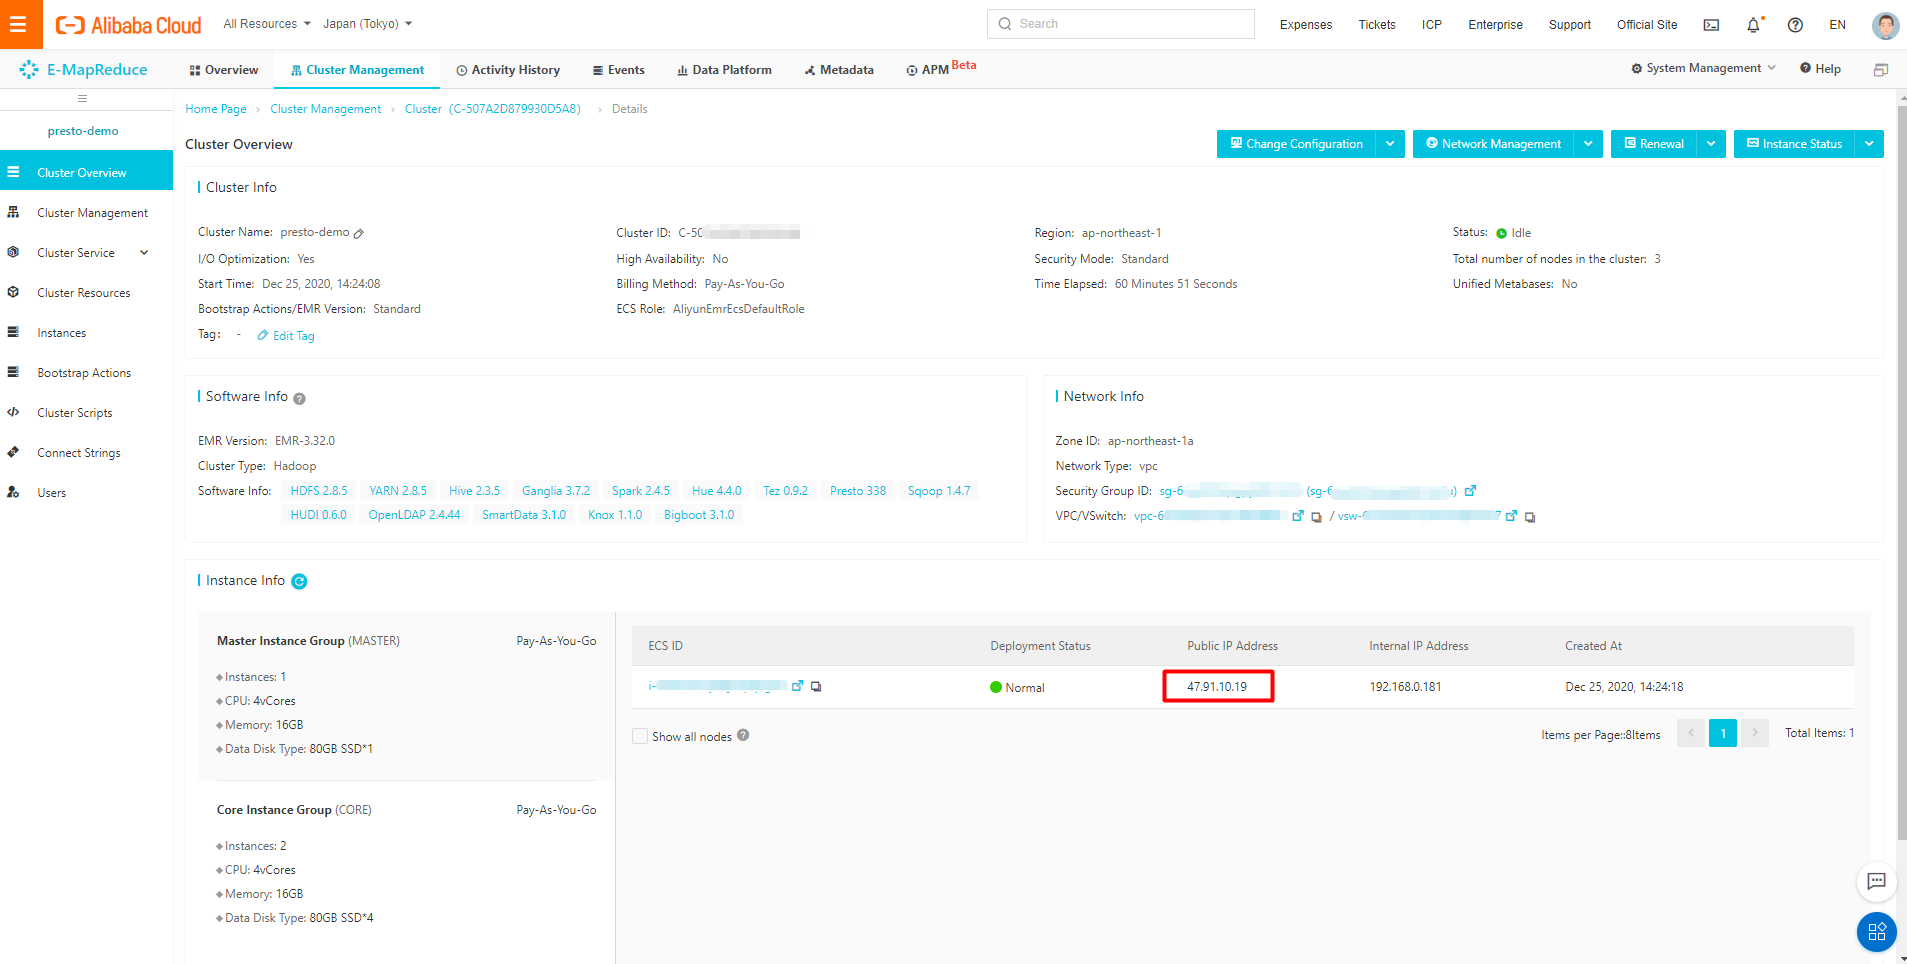 Alibaba Cloud All Resources Japan (Tokyo) Search Expenses Tickets ICP Enterprise Support Official Site EN
E-MapReduce Overview Cluster Management Activity History Events Data Platform Metadata APM Beta System Management Help
Home Page > Cluster Management > Cluster (C-507A2D879930D5A8) > Details
presto-demo
Cluster Overview
Cluster Management
Cluster Service
Cluster Resources
Instances
Bootstrap Actions
Cluster Scripts
Connect Strings
Users
Cluster Overview Change Configuration Network Management Renewal Instance Status
Cluster Info
Cluster Name: presto-demo Cluster ID: C-50 Region: ap-northeast-1 Status: Idle
I/O Optimization: Yes High Availability: No Security Mode: Standard Total number of nodes in the cluster: 3
Start Time: Dec 25, 2020, 14:24:08 Billing Method: Pay-As-You-Go Time Elapsed: 60 Minutes 51 Seconds Unified Metabases: No
Bootstrap Actions/EMR Version: Standard ECS Role: AliyunEmrEcsDefaultRole
Tag: - Edit Tag
Software Info
EMR Version: EMR-3.32.0
Cluster Type: Hadoop
Software Info: HDFS 2.8.5 YARN 2.8.5 Hive 2.3.5 Ganglia 3.7.2 Spark 2.4.5 Hue 4.4.0 Tez 0.9.2 Presto 338 Sqoop 1.4.7
HUDI 0.6.0 OpenLDAP 2.4.44 SmartData 3.1.0 Knox 1.1.0 Bigboot 3.1.0
Network Info
Zone ID: ap-northeast-1a
Network Type: vpc
Security Group ID: sg-6 (sg-6 )
VPC/VSwitch: vpc-6 / vsw- 7
Instance Info
Master Instance Group (MASTER) Pay-As-You-Go
Instances: 1
CPU: 4vCores
Memory: 16GB
Data Disk Type: 80GB SSD*1
Core Instance Group (CORE) Pay-As-You-Go
Instances: 2
CPU: 4vCores
Memory: 16GB
Data Disk Type: 80GB SSD*4
ECS ID Deployment Status Public IP Address Internal IP Address Created At
i- Normal 47.91.10.19 192.168.0.181 Dec 25, 2020, 14:24:18
Show all nodes Items per Page::8Items < 1 > Total Items: 1